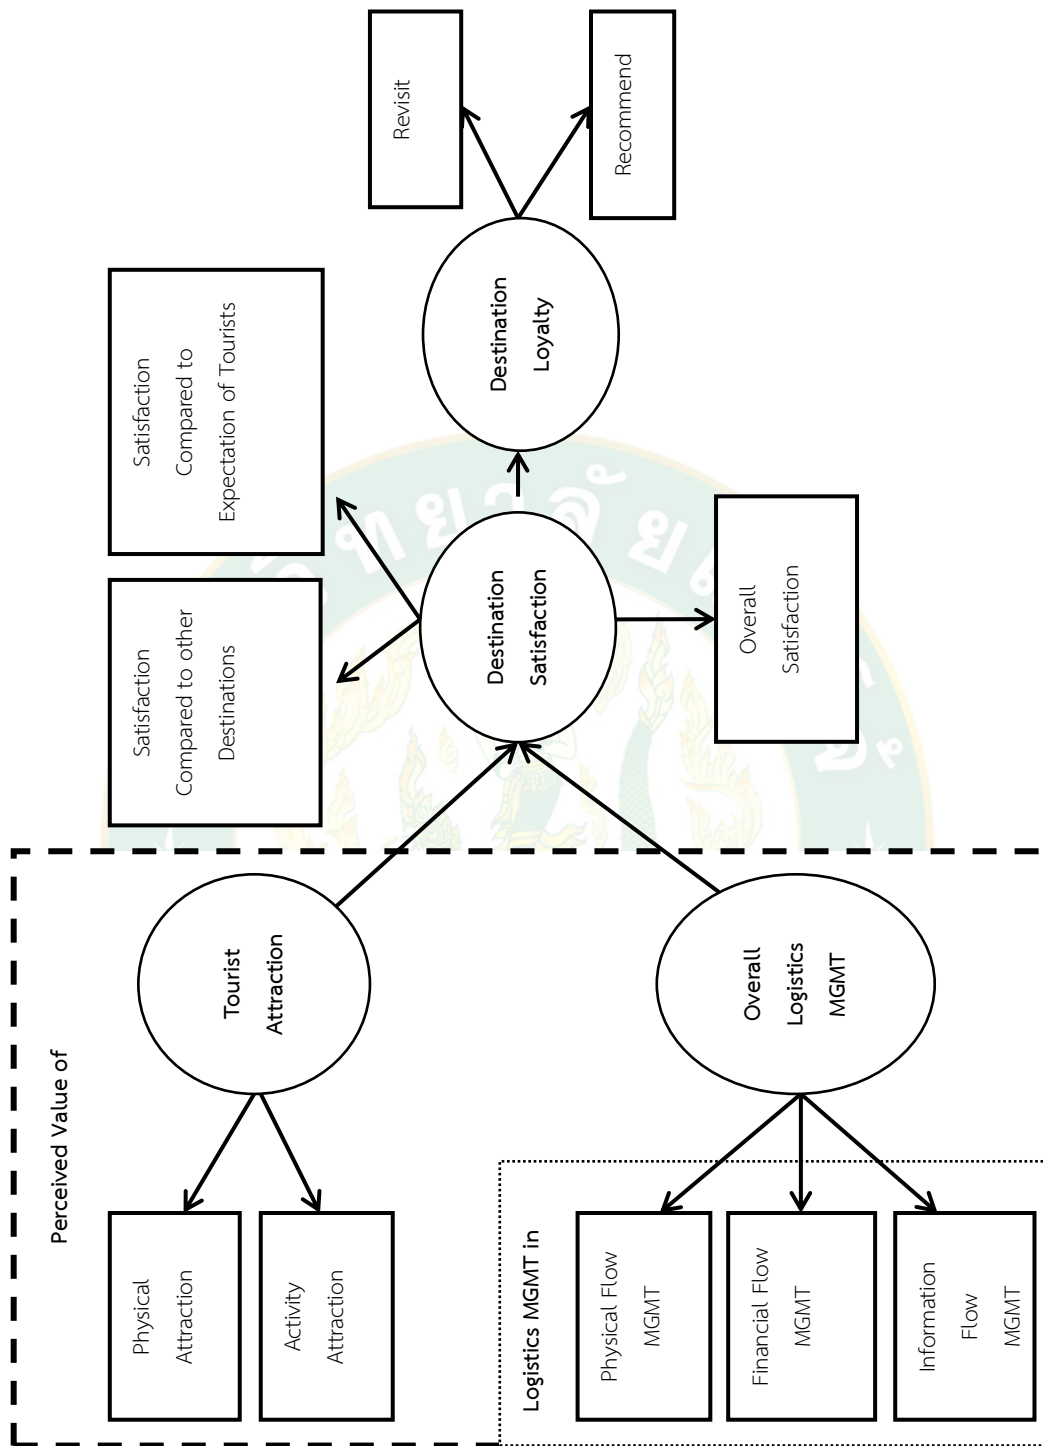 Perceived Value of
Physical
Attraction
Activity
Attraction
Logistics MGMT in
Physical Flow
MGMT
Financial Flow
MGMT
Information
Flow
MGMT
Tourist
Attraction
Overall
Logistics
MGMT
Satisfaction
Compared to other
Destinations
Satisfaction
Compared to
Expectation of Tourists
Destination
Satisfaction
Overall
Satisfaction
Destination
Loyalty
Revisit
Recommend